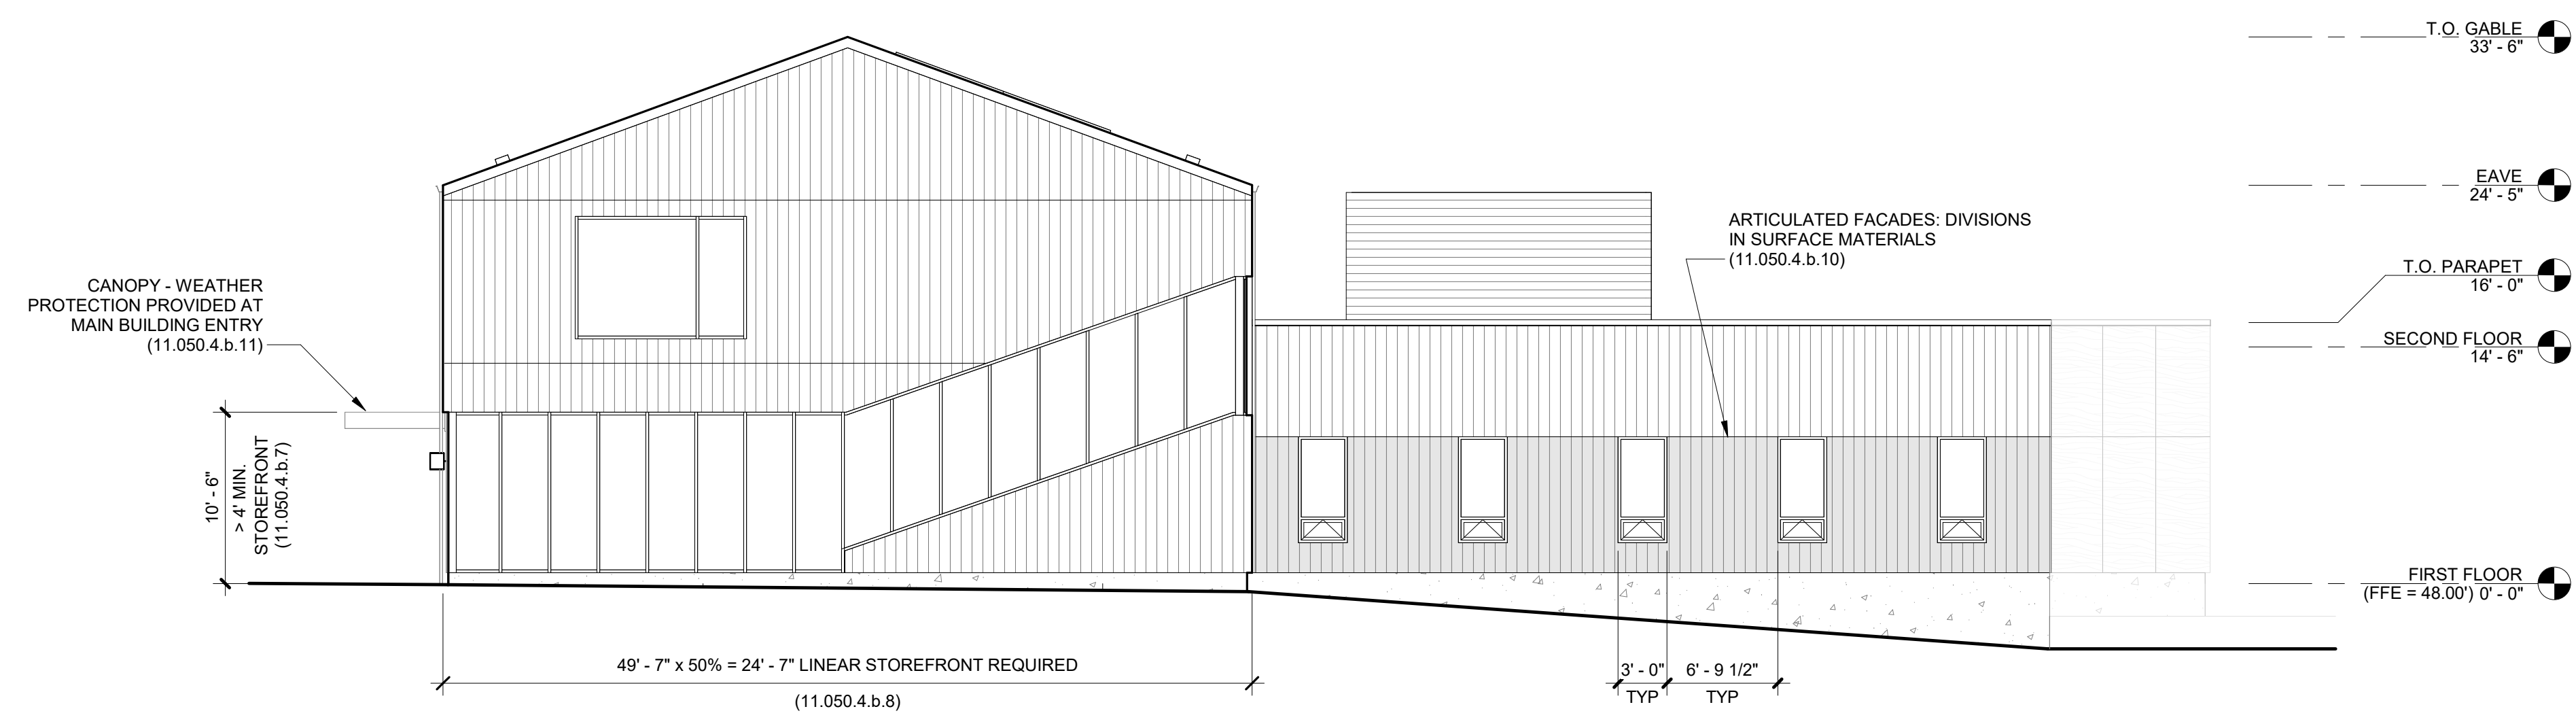 T.O. GABLE
33' - 6"
EAVE
24' - 5"
ARTICULATED FACADES: DIVISIONS
IN SURFACE MATERIALS
(11.050.4.b.10)
T.O. PARAPET
16' - 0"
CANOPY - WEATHER
PROTECTION PROVIDED AT
MAIN BUILDING ENTRY
(11.050.4.b.11)
SECOND FLOOR
14' - 6"
10' - 6"
> 4' MIN.
STOREFRONT
(11.050.4.b.7)
FIRST FLOOR
(FFE = 48.00') 0' - 0"
49' - 7" x 50% = 24' - 7" LINEAR STOREFRONT REQUIRED
(11.050.4.b.8)
3' - 0"
TYP
6' - 9 1/2"
TYP